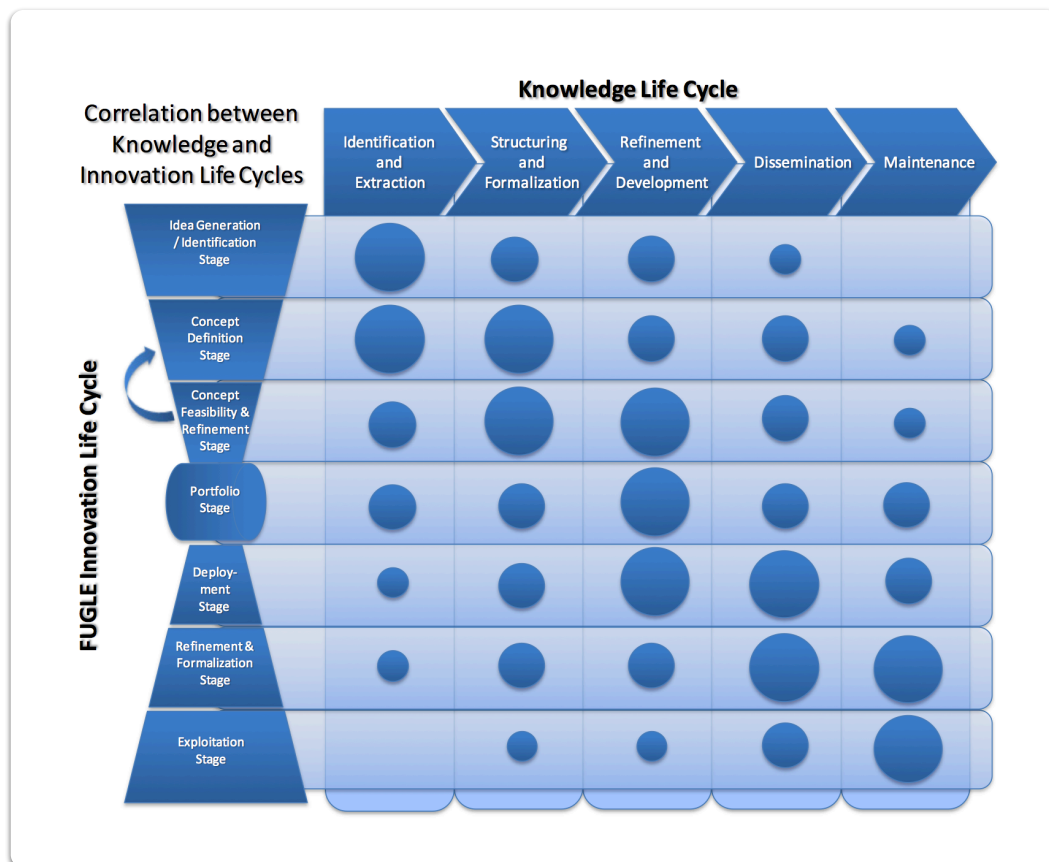 Knowledge Life Cycle
Correlation between
Knowledge and
Innovation Life Cycles
Identification
and
Extraction
Structuring
and
Formalization
Refinement
and
Development
Dissemination
Maintenance
FUGLE Innovation Life Cycle
Idea Generation
/ Identification
Stage
Concept
Definition
Stage
Concept
Feasibility &
Refinement
Stage
Portfolio
Stage
Deploy-
ment
Stage
Refinement &
Formalization
Stage
Exploitation
Stage